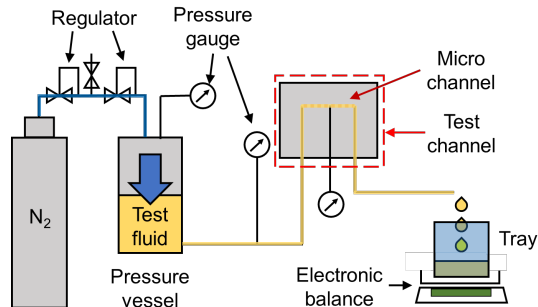 Regulator
Pressure
gauge
Micro
channel
Test
channel
N₂
Test
fluid
Pressure
vessel
Tray
Electronic
balance